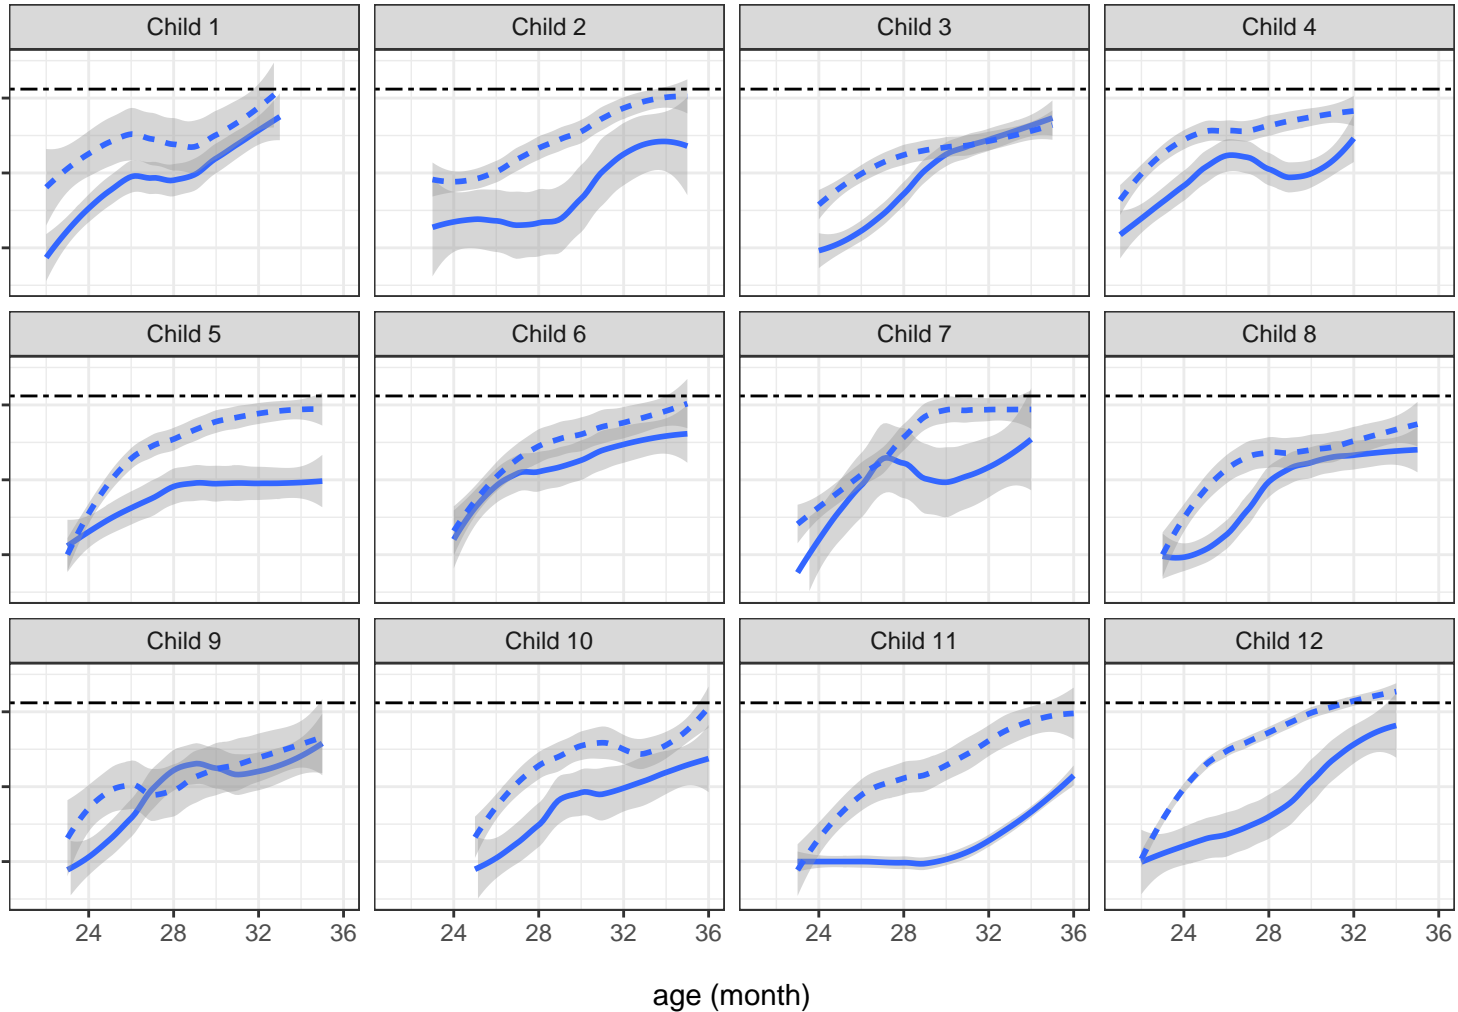 Child 1 Child 2 Child 3 Child 4
Child 5 Child 6 Child 7 Child 8
Child 9 Child 10 Child 11 Child 12
24 28 32 36 24 28 32 36 24 28 32 36 24 28 32 36
age (month)